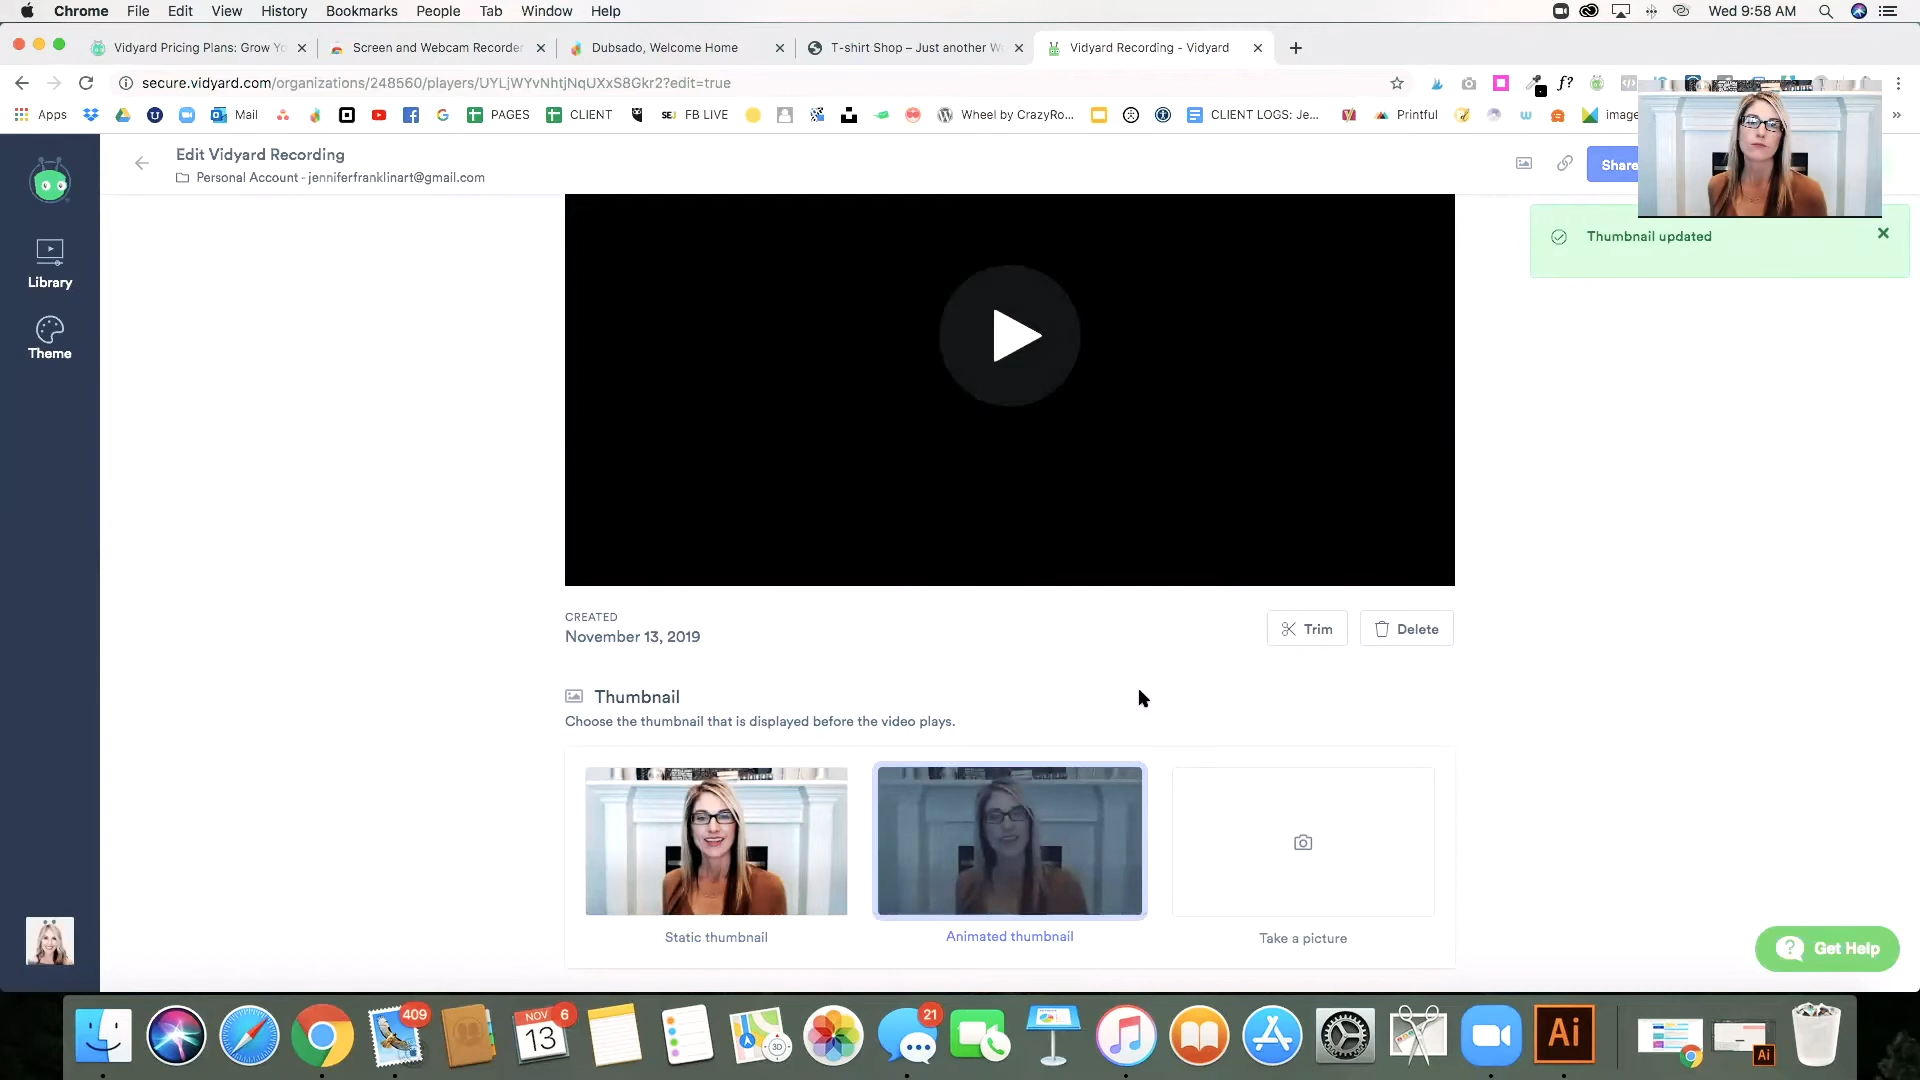 Chrome File Edit View History Bookmarks People Tab Window Help Wed 9:58 AM
Vidyard Pricing Plans: Grow Yo Screen and Webcam Recorder Dubsado, Welcome Home T-shirt Shop – Just another W Vidyard Recording - Vidyard
secure.vidyard.com/organizations/248560/players/UYLjWYvNhtjNqUXxS8Gkr2?edit=true f?
Apps Mail PAGES CLIENT SEJ FB LIVE Wheel by CrazyRo... CLIENT LOGS: Je... Printful image »
Edit Vidyard Recording
Personal Account - jenniferfranklinart@gmail.com
Share
Thumbnail updated
Library
Theme
CREATED
November 13, 2019
Trim Delete
Thumbnail
Choose the thumbnail that is displayed before the video plays.
Static thumbnail Animated thumbnail Take a picture
? Get Help
409 NOV 13 6 3D 21 Ai Ai